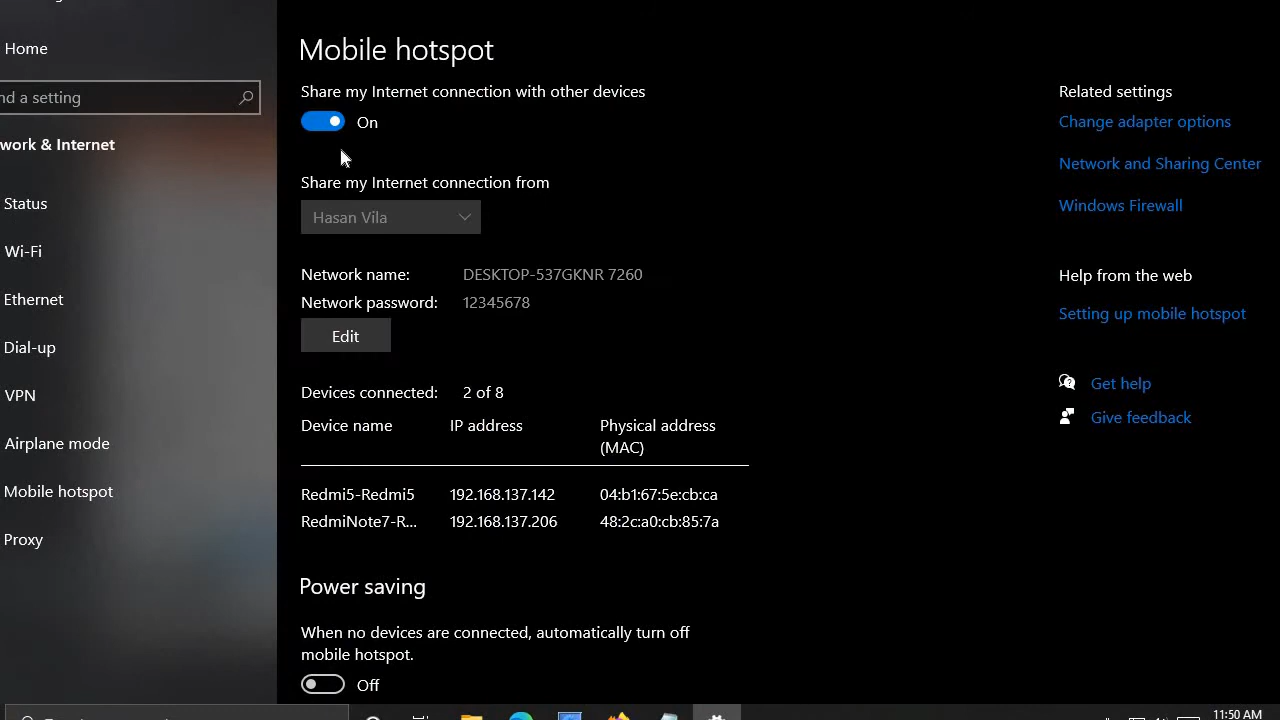 Home
nd a setting
work & Internet
Status
Wi-Fi
Ethernet
Dial-up
VPN
Airplane mode
Mobile hotspot
Proxy
Mobile hotspot
Share my Internet connection with other devices
On
Share my Internet connection from
Hasan Vila
Network name: DESKTOP-537GKNR 7260
Network password: 12345678
Edit
Devices connected: 2 of 8
Device name IP address Physical address
(MAC)
Redmi5-Redmi5 192.168.137.142 04:b1:67:5e:cb:ca
RedmiNote7-R... 192.168.137.206 48:2c:a0:cb:85:7a
Power saving
When no devices are connected, automatically turn off
mobile hotspot.
Off
Related settings
Change adapter options
Network and Sharing Center
Windows Firewall
Help from the web
Setting up mobile hotspot
Get help
Give feedback
11:50 AM